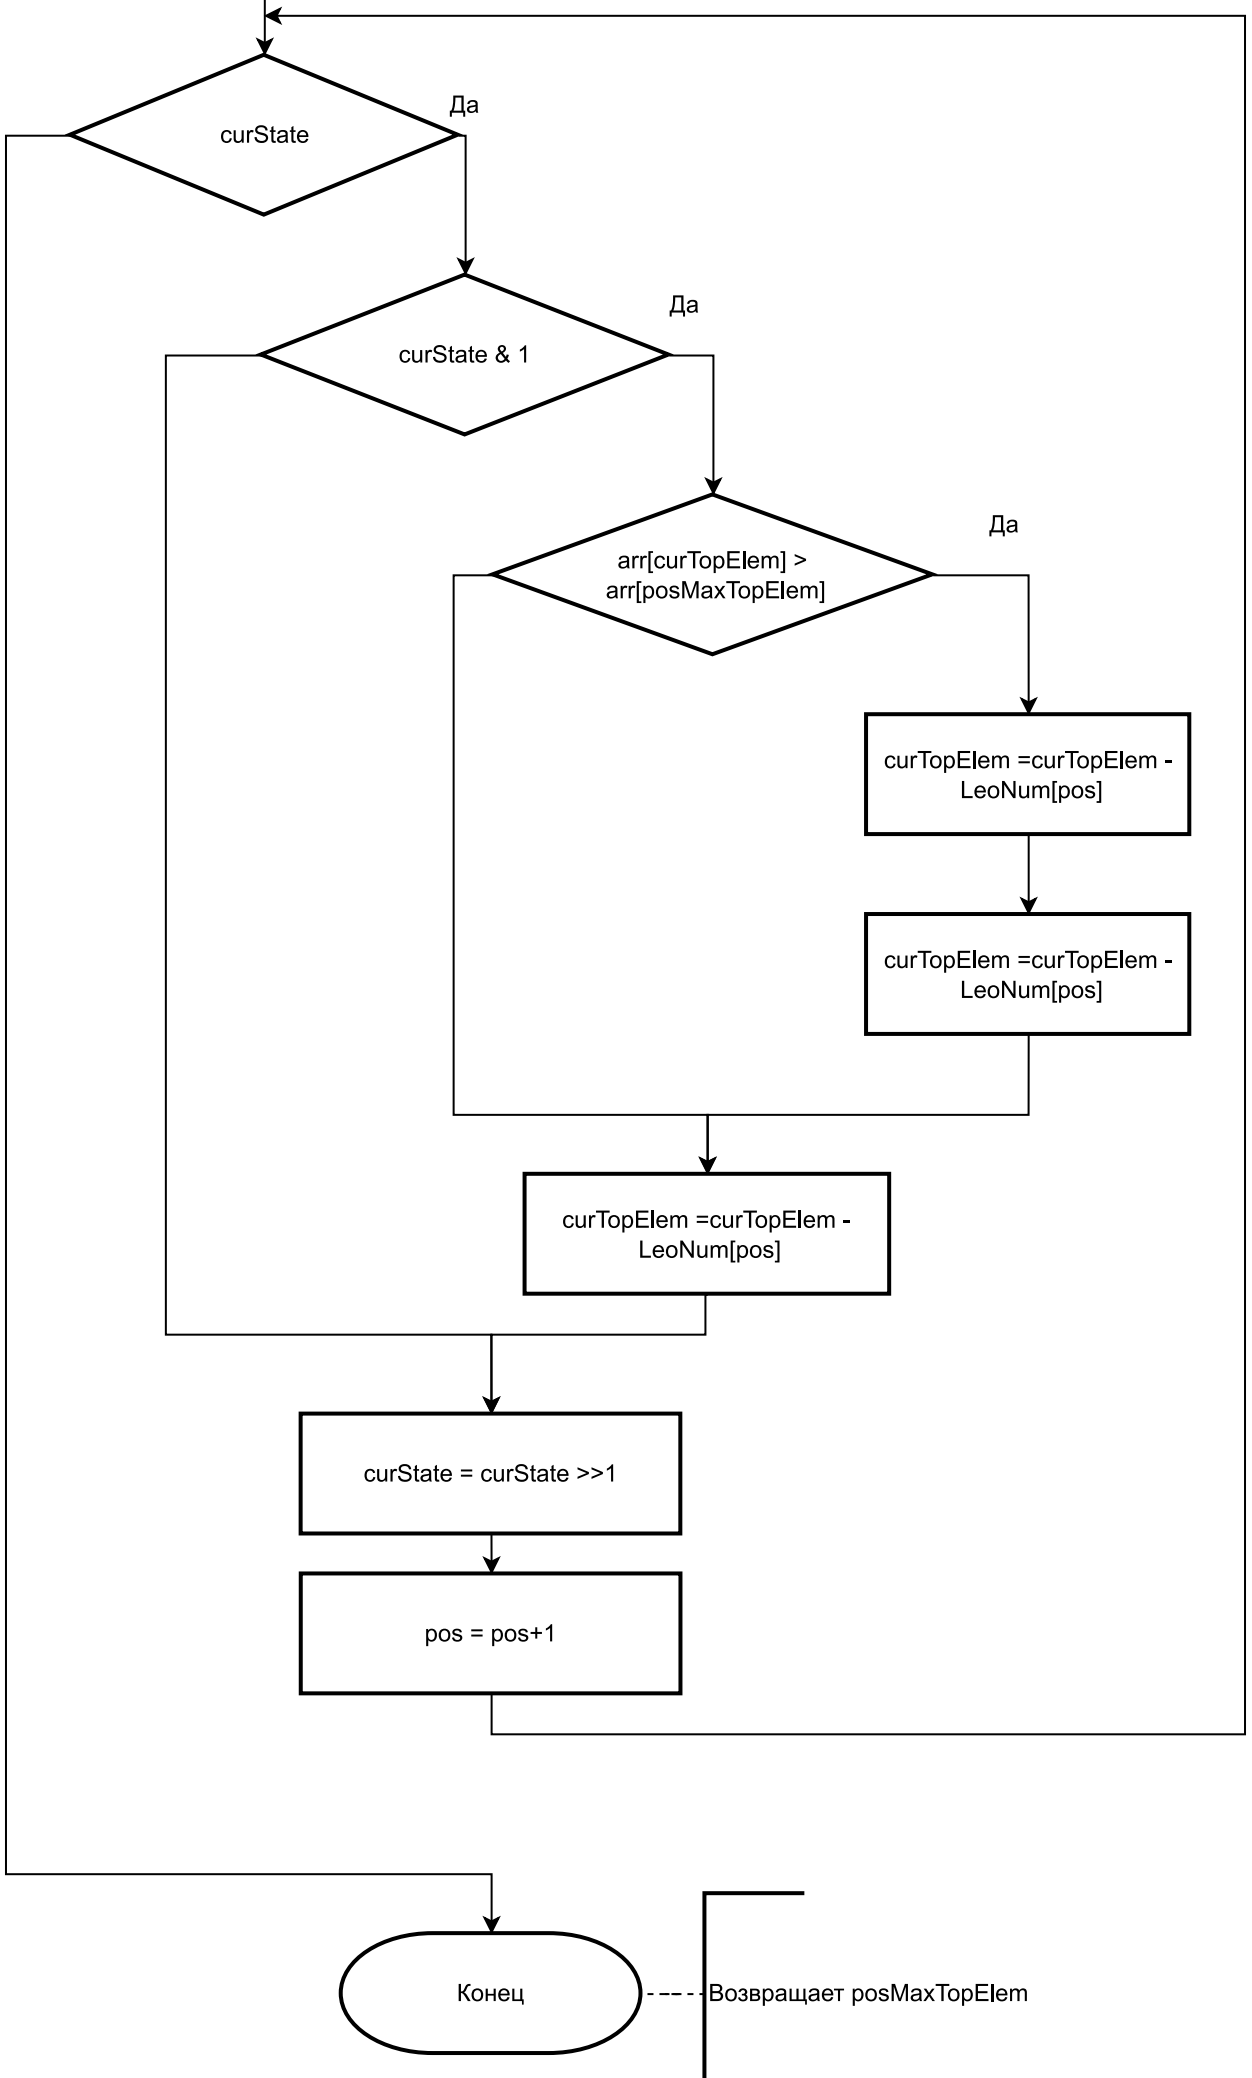 Да
curState
Да
curState & 1
Да
arr[curTopElem] >
arr[posMaxTopElem]
curTopElem =curTopElem -
LeoNum[pos]
curTopElem =curTopElem -
LeoNum[pos]
curTopElem =curTopElem -
LeoNum[pos]
curState = curState >>1
pos = pos+1
Конец
Возвращает posMaxTopElem